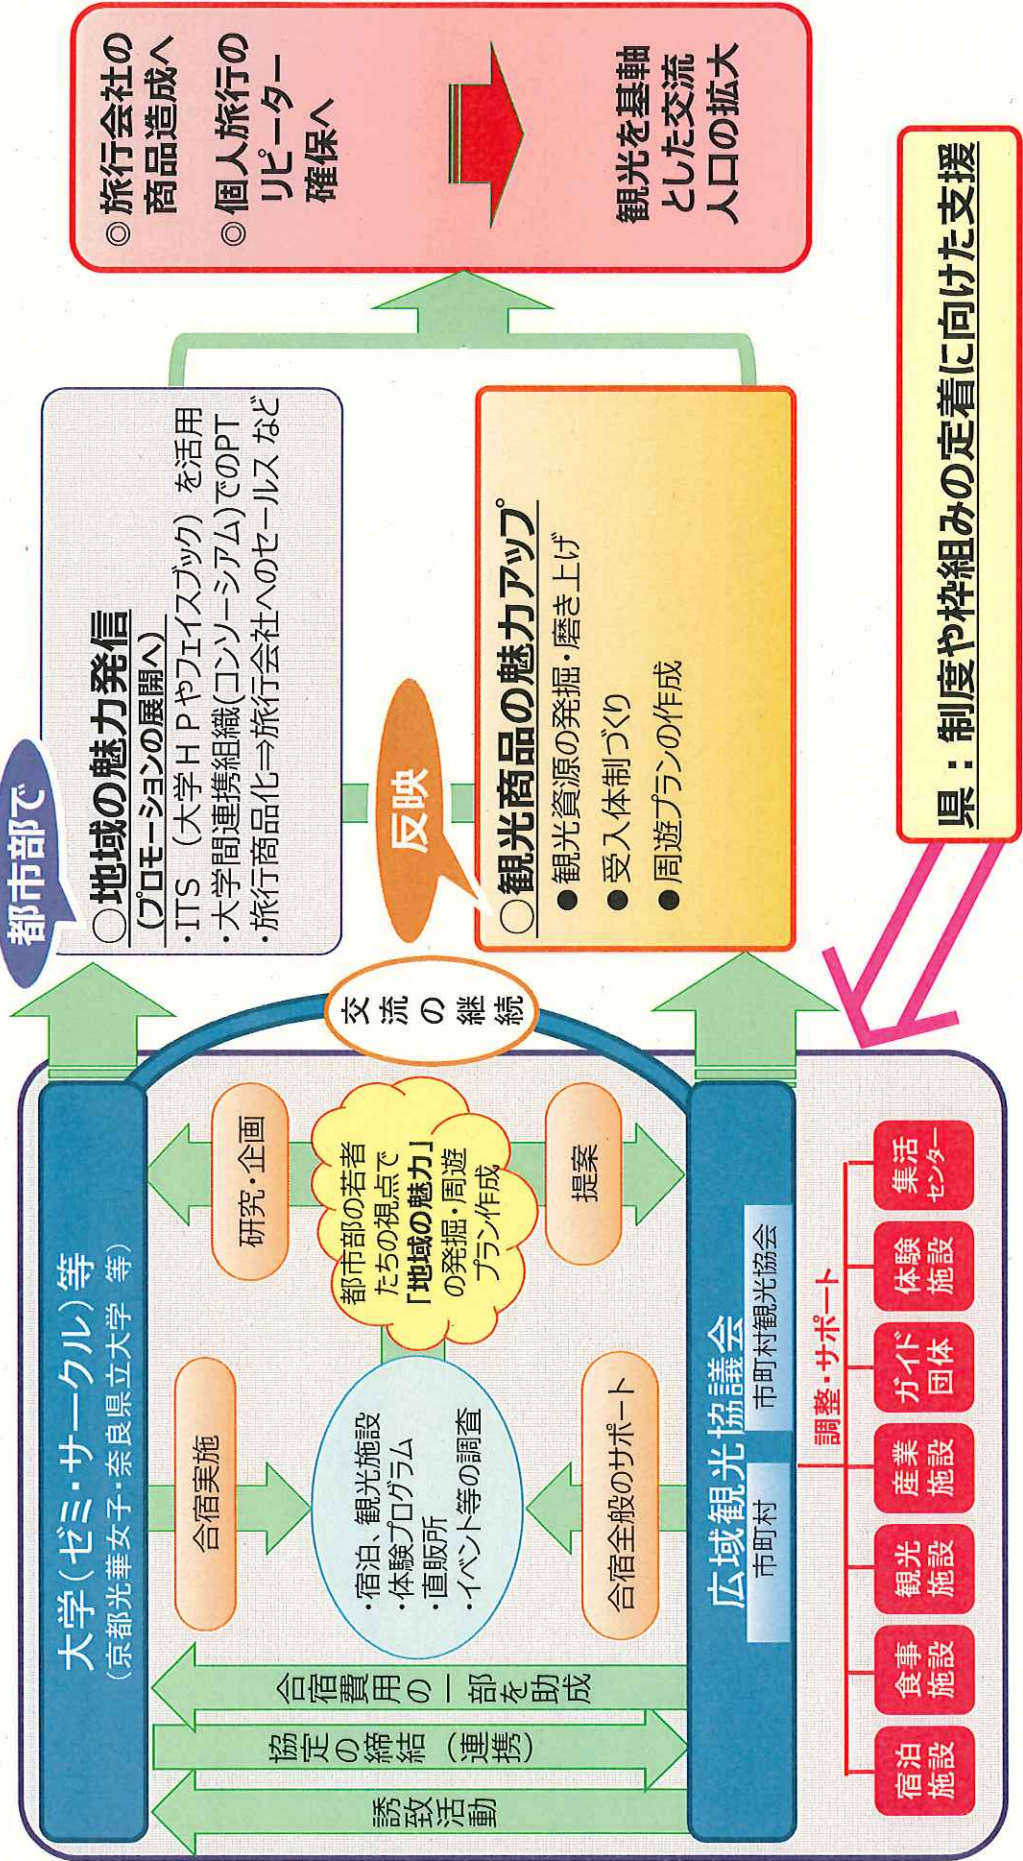 大学(ゼミ・サークル)等
(京都光華女子・奈良県立大学 等)
誘致活動
協定の締結(連携)
合宿費用の一部を助成
合宿実施
・宿泊、観光施設
・体験プログラム
・直販所
・イベント等の調査
合宿全般のサポート
研究・企画
都市部の若者
たちの視点で
「地域の魅力」
の発掘・周遊
プラン作成
提案
交流の継続
広域観光協議会
市町村
市町村観光協会
調整・サポート
宿泊
施設
食事
施設
観光
施設
産業
施設
ガイド
団体
体験
施設
集活
センター
都市部で
○地域の魅力発信
(プロモーションの展開へ)
・ITS(大学HPやフェイスブック)を活用
・大学間連携組織(コンソーシアム)でのPT
・旅行商品化⇒旅行会社へのセールス など
反映
○観光商品の魅力アップ
●観光資源の発掘・磨き上げ
●受入体制づくり
●周遊プランの作成
◎旅行会社の
商品造成へ
◎個人旅行の
リピーター
確保へ
観光を基軸
とした交流
人口の拡大
県:制度や枠組みの定着に向けた支援